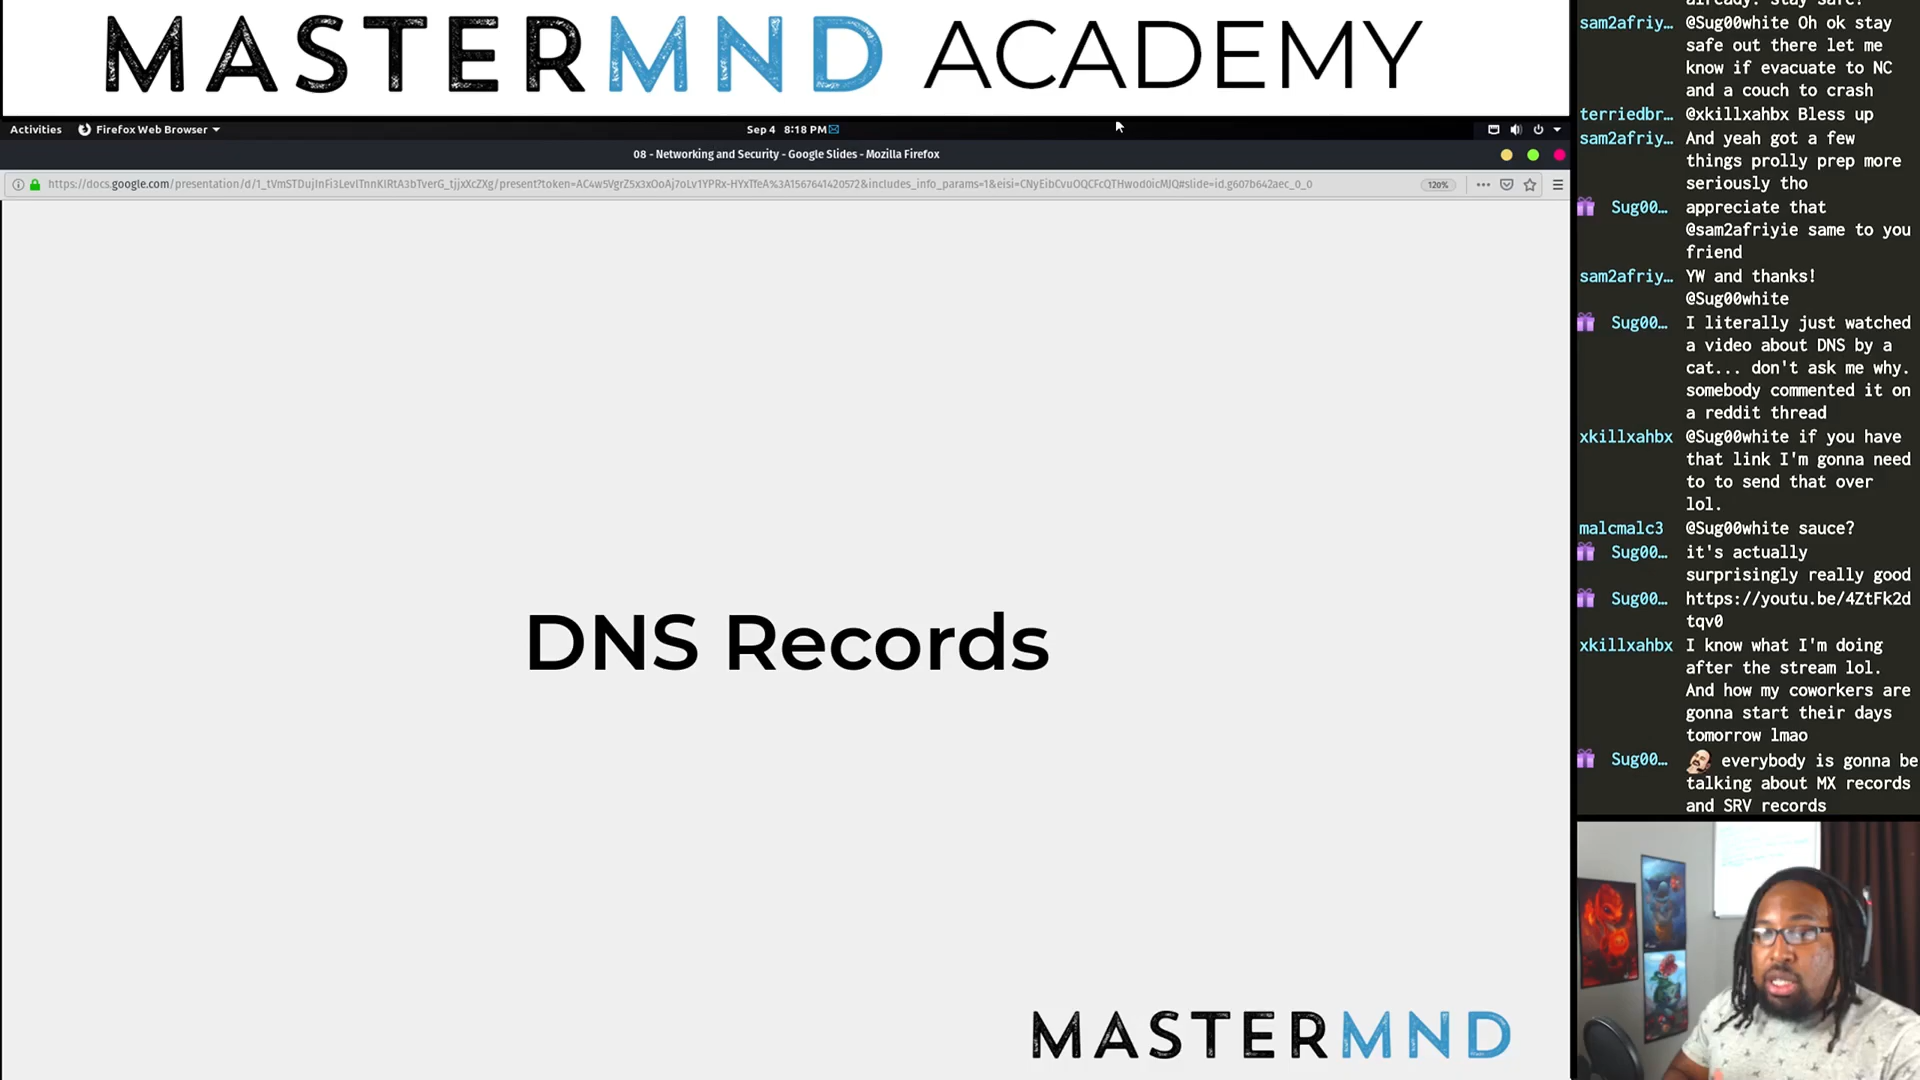 MASTERMND ACADEMY
Activities Firefox Web Browser Sep 4 8:18 PM
08 - Networking and Security - Google Slides - Mozilla Firefox
120%
DNS Records
MASTERMND
sam2afriy… @Sug00white Oh ok stay
safe out there let me
know if evacuate to NC
and a couch to crash
terriedbr… @xkillxahbx Bless up
sam2afriy… And yeah got a few
things prolly prep more
seriously tho
Sug00… appreciate that
@sam2afriyie same to you
friend
sam2afriy… YW and thanks!
@Sug00white
Sug00… I literally just watched
a video about DNS by a
cat... don't ask me why.
somebody commented it on
a reddit thread
xkillxahbx @Sug00white if you have
that link I'm gonna need
to to send that over
lol.
malcmalc3 @Sug00white sauce?
Sug00… it's actually
surprisingly really good
Sug00… https://youtu.be/4ZtFk2d
tqv0
xkillxahbx I know what I'm doing
after the stream lol.
And how my coworkers are
gonna start their days
tomorrow lmao
Sug00… everybody is gonna be
talking about MX records
and SRV records